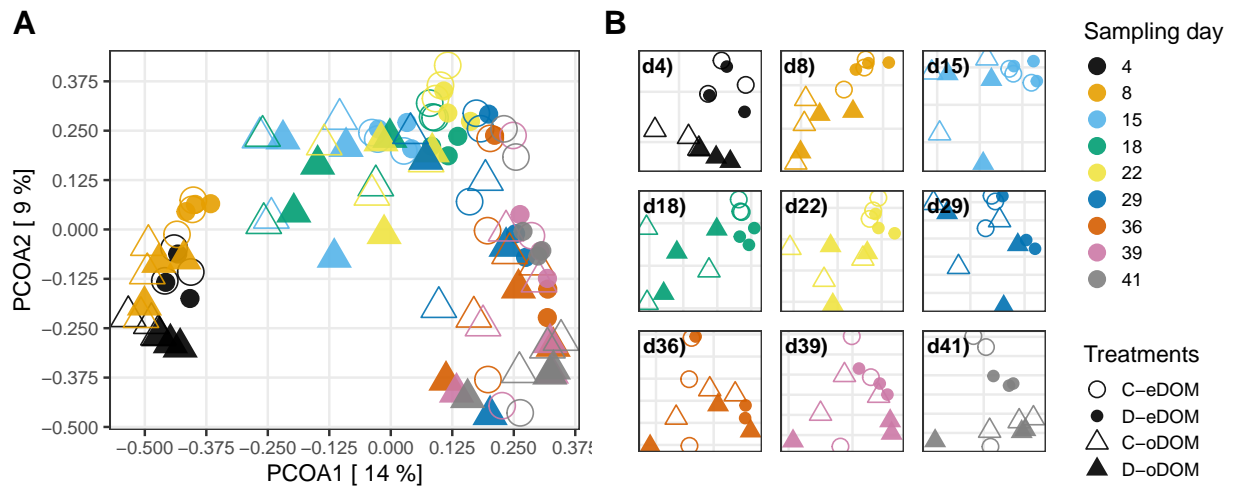 A
PCOA2 [ 9 %]
0.375
0.250
0.125
0.000
−0.125
−0.250
−0.375
−0.500
−0.500 −0.375 −0.250 −0.125 0.000 0.125 0.250 0.375
PCOA1 [ 14 %]
B
d4) d8) d15)
d18) d22) d29)
d36) d39) d41)
Sampling day
4
8
15
18
22
29
36
39
41
Treatments
C−eDOM
D−eDOM
C−oDOM
D−oDOM